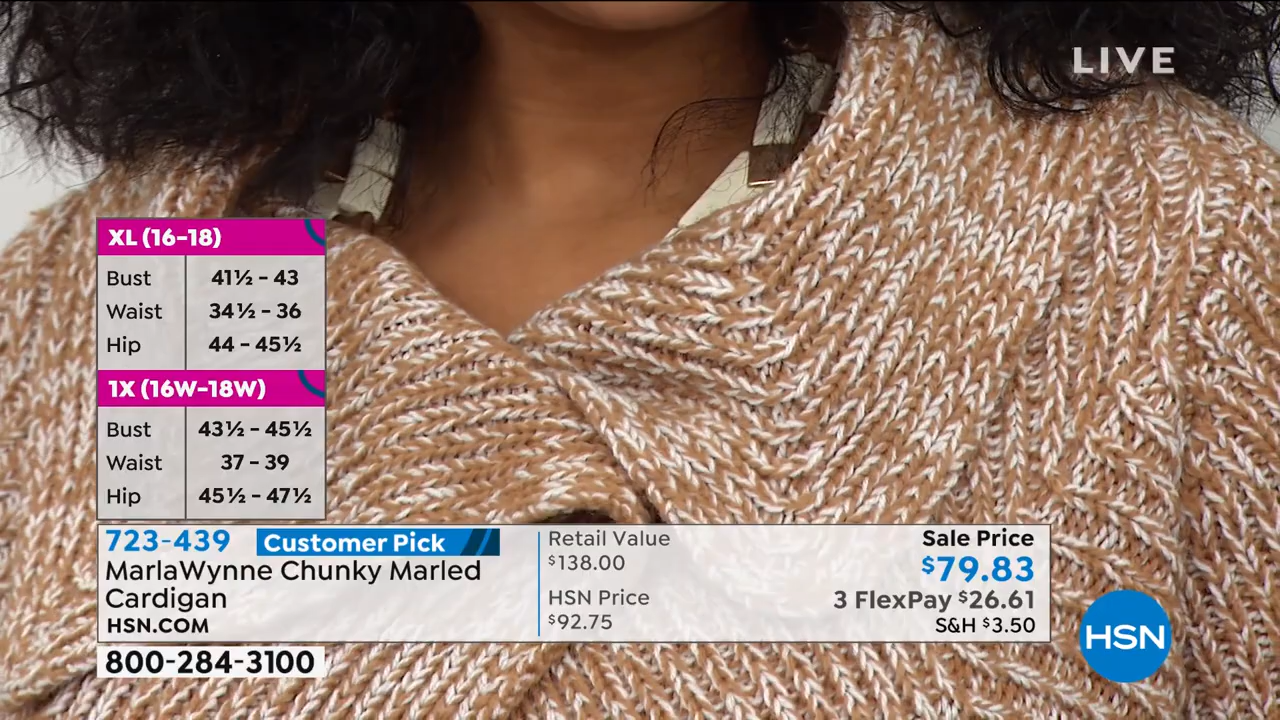 LIVE
XL (16-18)
Bust 41½ - 43
Waist 34½ - 36
Hip 44 - 45½
1X (16W-18W)
Bust 43½ - 45½
Waist 37 - 39
Hip 45½ - 47½
723-439 Customer Pick
MarlaWynne Chunky Marled
Cardigan
HSN.COM
Retail Value
$138.00
HSN Price
$92.75
Sale Price
$79.83
3 FlexPay $26.61
S&H $3.50
HSN
800-284-3100